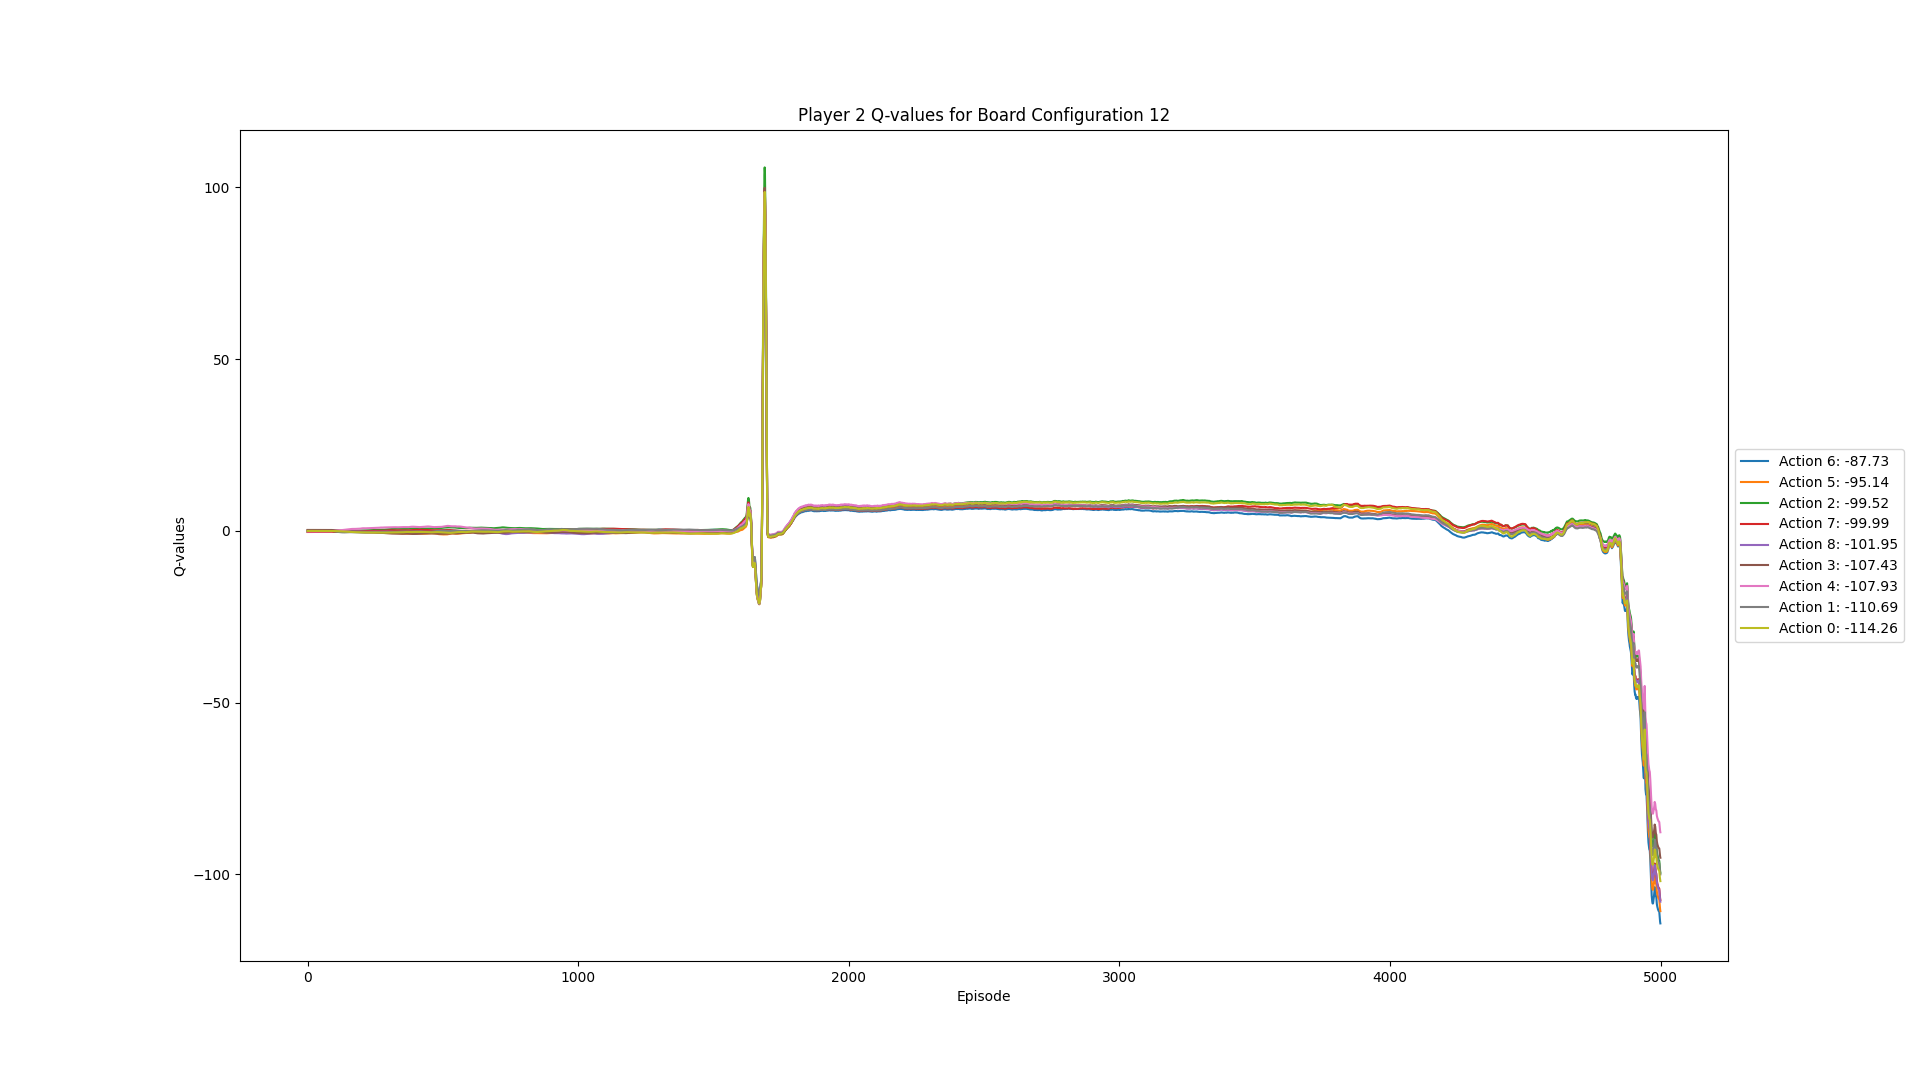 Player 2 Q-values for Board Configuration 12
100
50
0
−50
−100
Q-values
0
1000
2000
3000
4000
5000
Episode
Action 6: -87.73
Action 5: -95.14
Action 2: -99.52
Action 7: -99.99
Action 8: -101.95
Action 3: -107.43
Action 4: -107.93
Action 1: -110.69
Action 0: -114.26